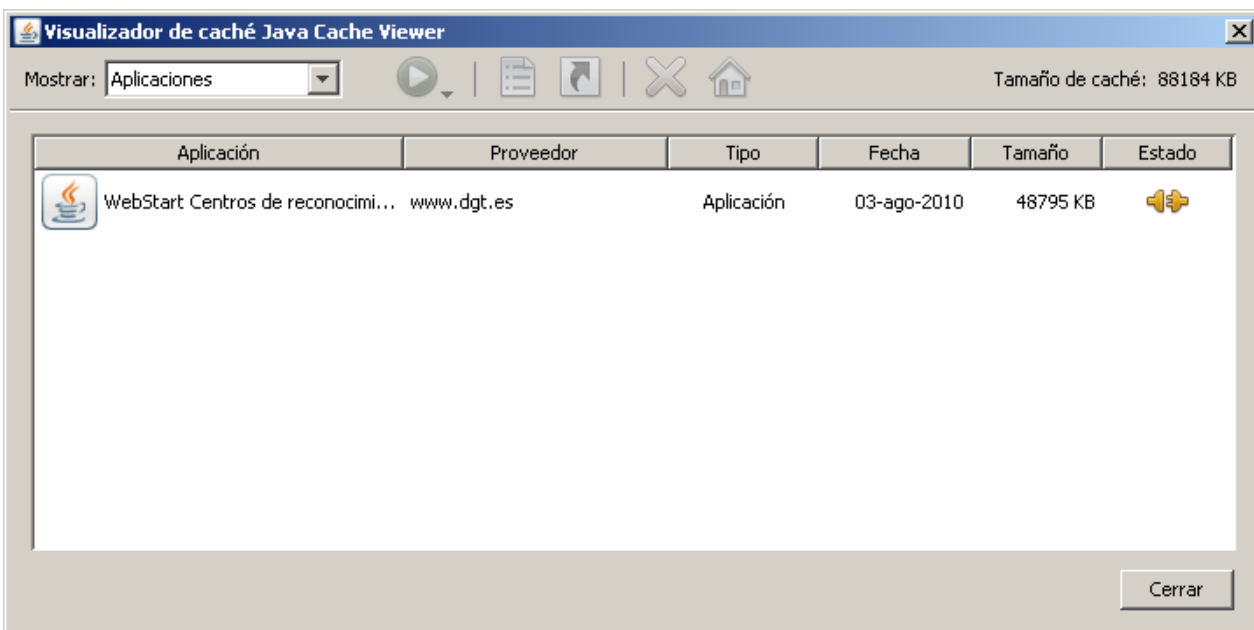 Visualizador de caché Java Cache Viewer
Mostrar: Aplicaciones Tamaño de caché: 88184 KB
Aplicación Proveedor Tipo Fecha Tamaño Estado
WebStart Centros de reconocimi... www.dgt.es Aplicación 03-ago-2010 48795 KB
Cerrar